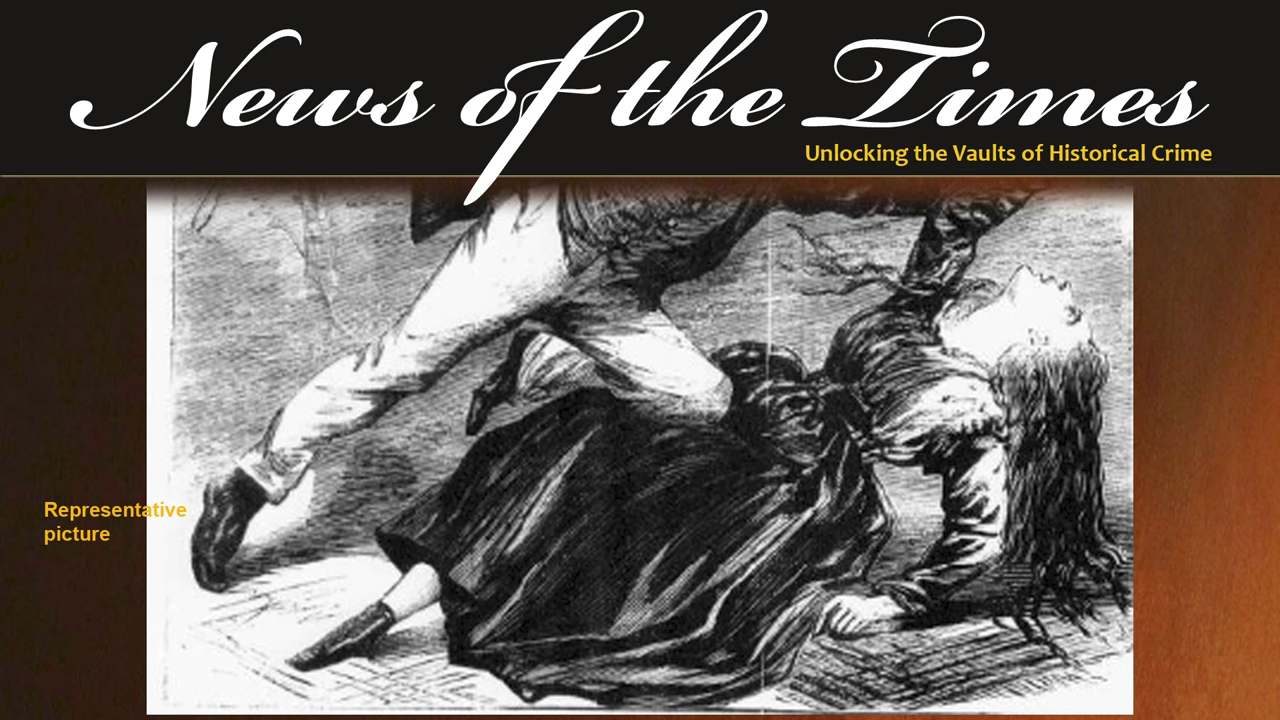 News of the Times
Unlocking the Vaults of Historical Crime
Representative
picture